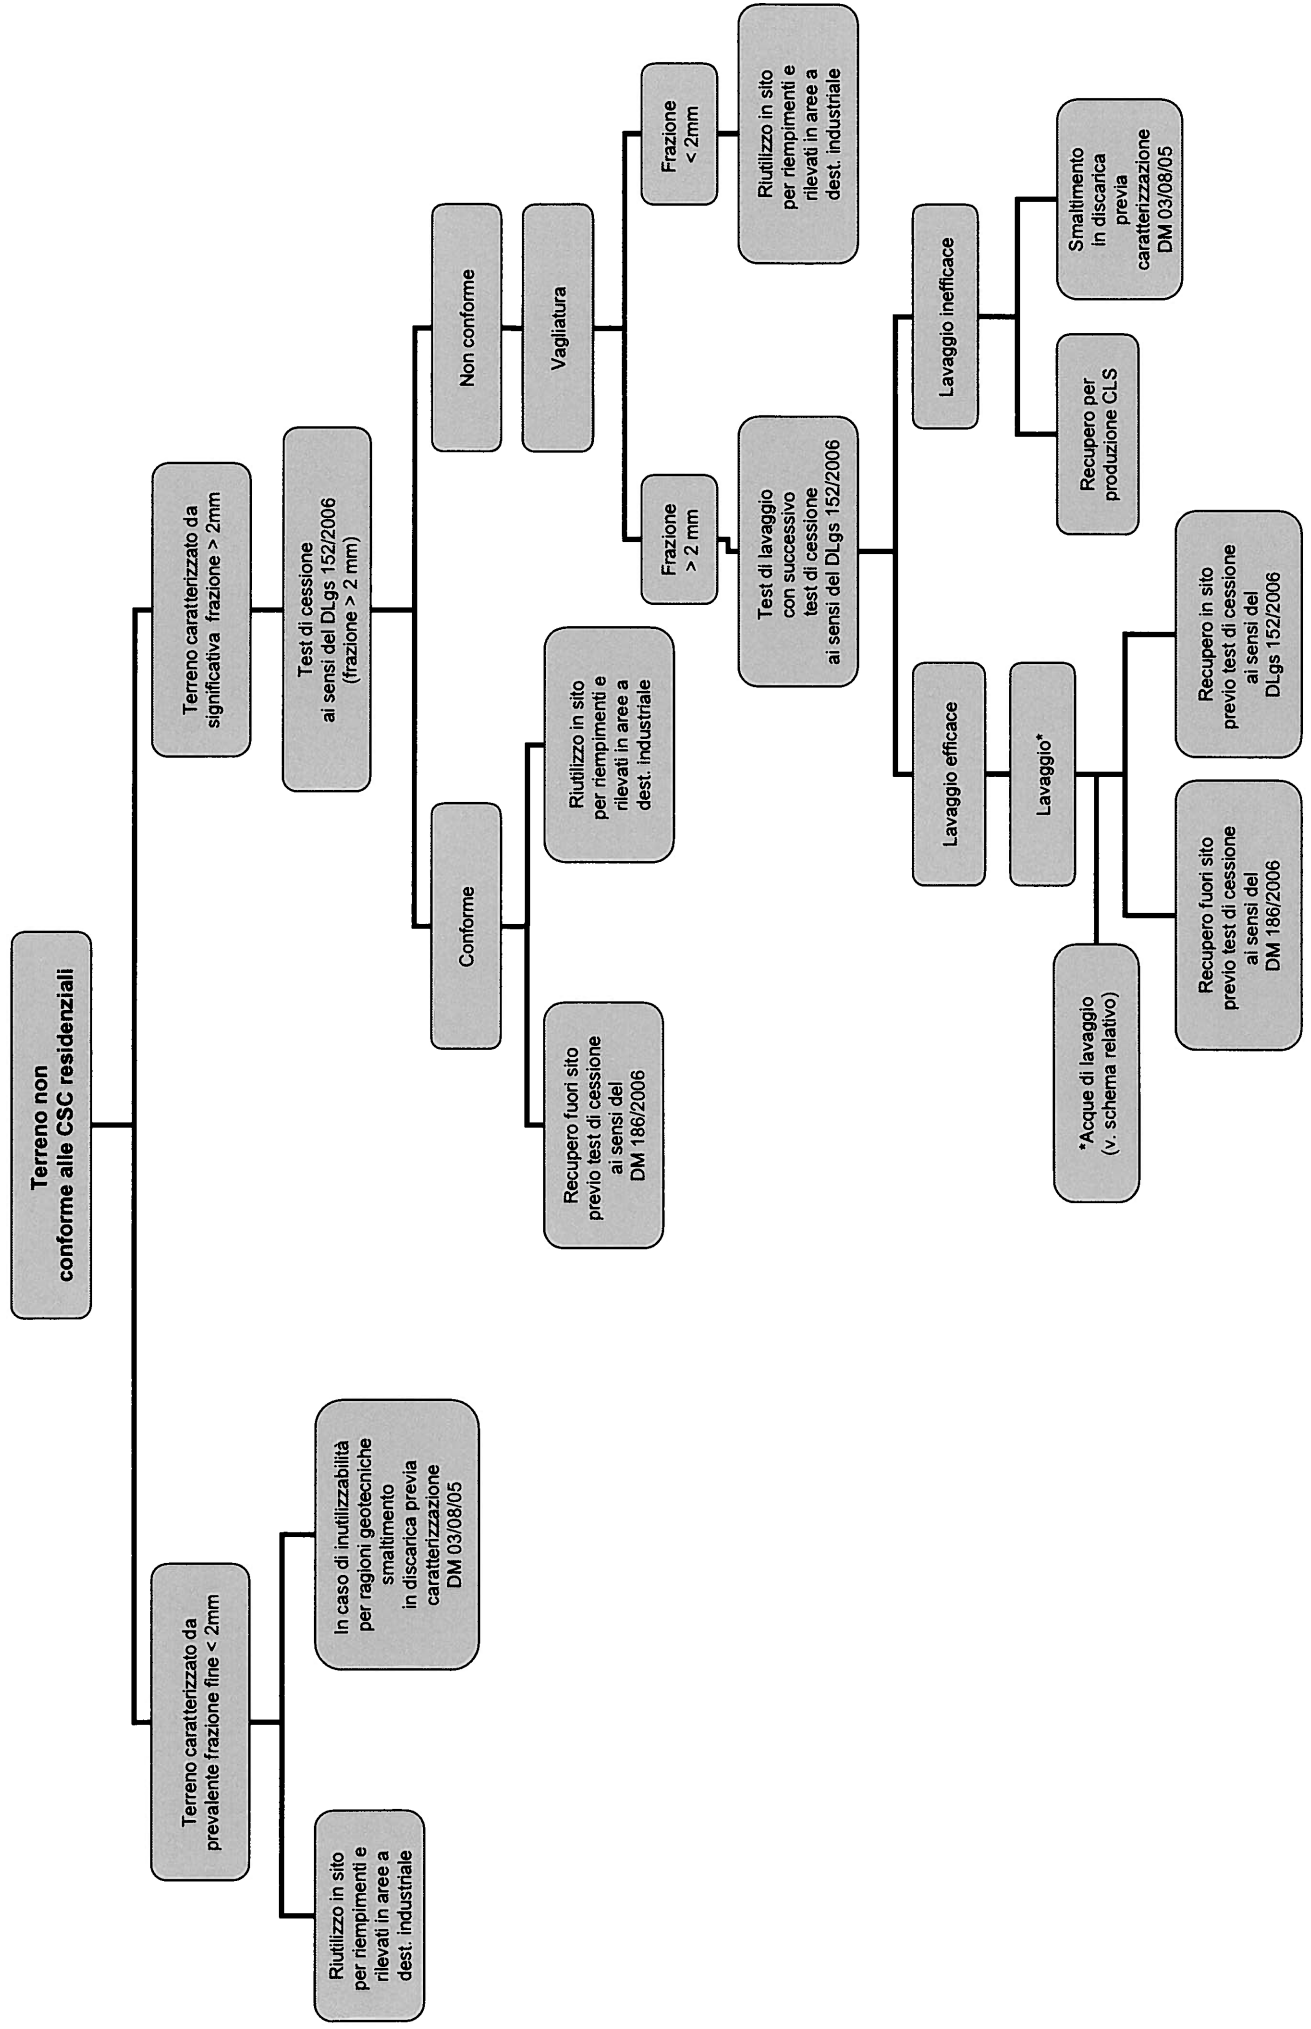 Terreno non
conforme alle CSC residenziali
Terreno caratterizzato da
prevalente frazione fine < 2mm
Terreno caratterizzato da
significativa frazione > 2mm
Riutilizzo in sito
per riempimenti e
rilevati in aree a
dest. industriale
In caso di inutilizzabilità
per ragioni geotecniche
smaltimento
in discarica previa
caratterizzazione
DM 03/08/05
Test di cessione
ai sensi del DLgs 152/2006
(frazione > 2 mm)
Conforme
Non conforme
Recupero fuori sito
previo test di cessione
ai sensi del
DM 186/2006
Riutilizzo in sito
per riempimenti e
rilevati in aree a
dest. industriale
Vagliatura
Frazione
> 2 mm
Frazione
< 2mm
Test di lavaggio
con successivo
test di cessione
ai sensi del DLgs 152/2006
Riutilizzo in sito
per riempimenti e
rilevati in aree a
dest. industriale
Lavaggio efficace
Lavaggio inefficace
Lavaggio*
Recupero per
produzione CLS
Smaltimento
in discarica
previa
caratterizzazione
DM 03/08/05
*Acque di lavaggio
(v. schema relativo)
Recupero fuori sito
previo test di cessione
ai sensi del
DM 186/2006
Recupero in sito
previo test di cessione
ai sensi del
DLgs 152/2006